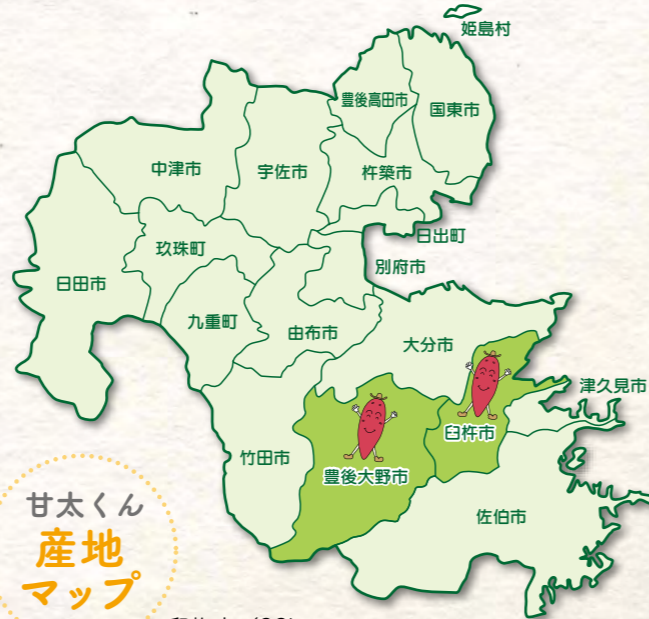 姫島村
豊後高田市
国東市
中津市
宇佐市
杵築市
日出町
玖珠町
別府市
日田市
九重町
由布市
大分市
津久見市
臼杵市
竹田市
豊後大野市
佐伯市
甘太くん
産地
マップ